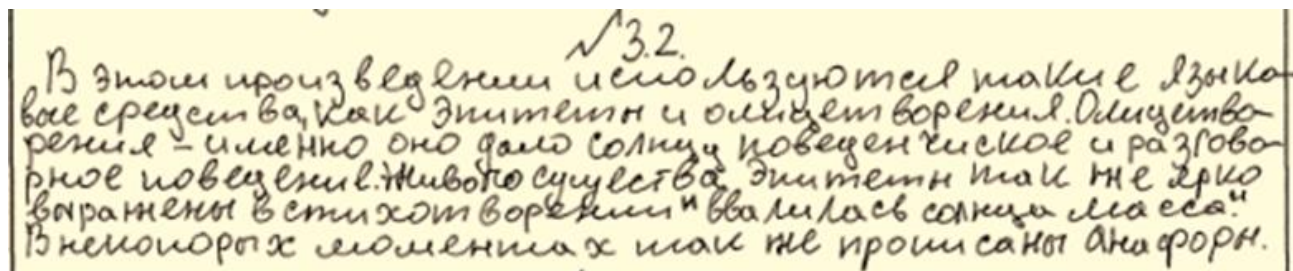 №3.2.
В этом произведении используются такие языко-
вые средства, как эпитеты и олицетворения. Олицетво-
рения – именно оно дало солнцу поведенчиское и разгово-
рное поведение. Живого существа. Эпитеты так же ярко
выражены в стихотворении "ввалилась солнца масса."
В некоторых моментах так же прописаны анафоры.